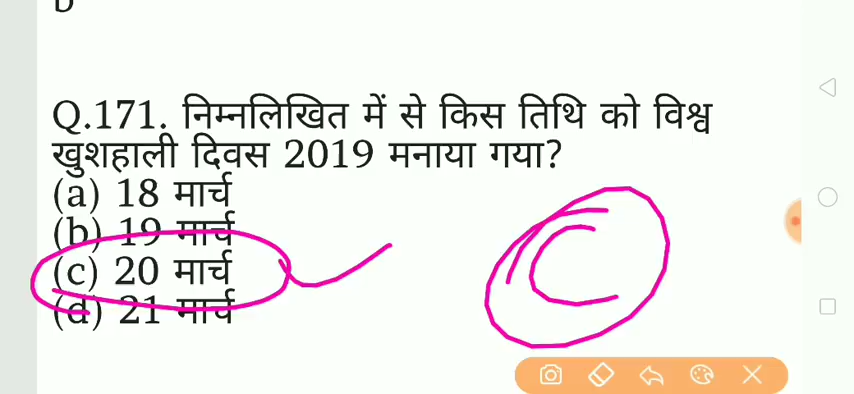 Q.171. निम्नलिखित में से किस तिथि को विश्व
खुशहाली दिवस 2019 मनाया गया?
(a) 18 मार्च
(b) 19 मार्च
(c) 20 मार्च
(d) 21 मार्च
C